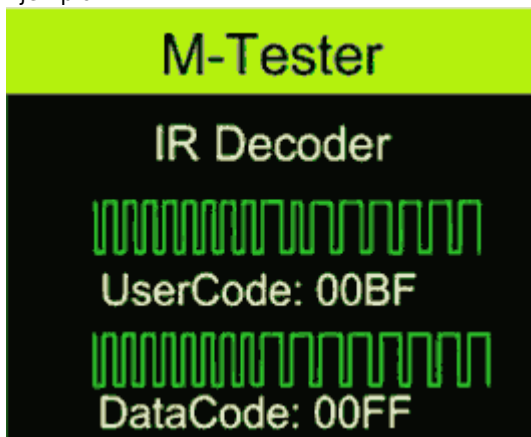 M-Tester
IR Decoder
UserCode: 00BF
DataCode: 00FF